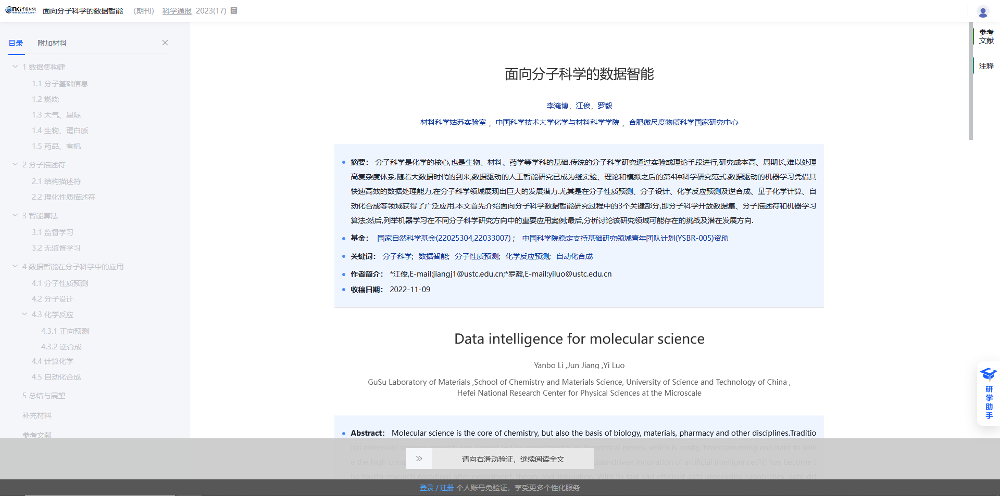 cnki中国知网 www.cnki.net 面向分子科学的数据智能 （期刊） 科学通报 2023(17)
目录 附加材料
1 数据集构建
1.1 分子基础信息
1.2 燃烧
1.3 大气、星际
1.4 生物、蛋白质
1.5 药品、有机
2 分子描述符
2.1 结构描述符
2.2 理化性质描述符
3 智能算法
3.1 监督学习
3.2 无监督学习
4 数据智能在分子科学中的应用
4.1 分子性质预测
4.2 分子设计
4.3 化学反应
4.3.1 正向预测
4.3.2 逆合成
4.4 计算化学
4.5 自动化合成
5 总结与展望
补充材料
参考文献
面向分子科学的数据智能
李淹博，江俊，罗毅
材料科学姑苏实验室， 中国科学技术大学化学与材料科学学院， 合肥微尺度物质科学国家研究中心
摘要： 分子科学是化学的核心,也是生物、材料、药学等学科的基础.传统的分子科学研究通过实验或理论手段进行,研究成本高、周期长,难以处理
高复杂度体系.随着大数据时代的到来,数据驱动的人工智能研究已成为继实验、理论和模拟之后的第4种科学研究范式.数据驱动的机器学习凭借其
快速高效的数据处理能力,在分子科学领域展现出巨大的发展潜力.尤其是在分子性质预测、分子设计、化学反应预测及逆合成、量子化学计算、自
动化合成等领域获得了广泛应用.本文首先介绍面向分子科学数据智能研究过程中的3个关键部分,即分子科学开放数据集、分子描述符和机器学习
算法;然后,列举机器学习在不同分子科学研究方向中的重要应用案例;最后,分析讨论该研究领域可能存在的挑战及潜在发展方向.
基金： 国家自然科学基金(22025304,22033007)； 中国科学院稳定支持基础研究领域青年团队计划(YSBR-005)资助
关键词： 分子科学; 数据智能; 分子性质预测; 化学反应预测; 自动化合成
作者简介： *江俊,E-mail:jiangj1@ustc.edu.cn;*罗毅,E-mail:yiluo@ustc.edu.cn
收稿日期： 2022-11-09
Data intelligence for molecular science
Yanbo Li ,Jun Jiang ,Yi Luo
GuSu Laboratory of Materials ,School of Chemistry and Materials Science, University of Science and Technology of China ,
Hefei National Research Center for Physical Sciences at the Microscale
Abstract： Molecular science is the core of chemistry, but also the basis of biology, materials, pharmacy and other disciplines.Traditio
nal molecular science research was carried out by experimental or theoretical means, which is costly, timeconsuming and hard to solv
e the high comp data-driven innovation of artificial intelligence(AI) has become t
he fourth research paradigm after experiment, theory and simulation. With its fast and efficient data processing capabilities, data-dri
请向右滑动验证，继续阅读全文
登录 / 注册 个人账号免验证，享受更多个性化服务
参考
文献
注释
研
学
助
手